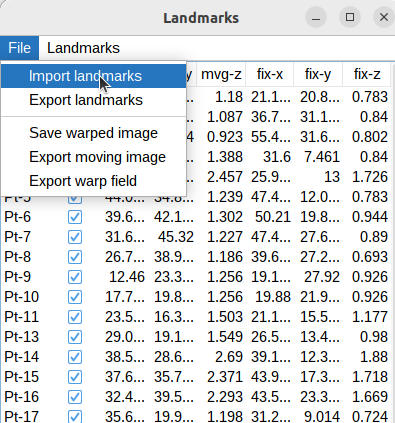 Landmarks
File Landmarks
y mvg-z fix-x fix-y fix-z
Import landmarks 1.18 21.1... 20.8... 0.783
Export landmarks 1.087 36.7... 31.1... 0.84
4 0.923 55.4... 31.6... 0.802
Save warped image 1.388 31.6 7.461 0.84
Export moving image 2.457 25.9... 13 1.726
Export warp field 1.239 47.4... 12.0... 0.783
Pt-6 39.6... 42.1... 1.302 50.21 19.8... 0.944
Pt-7 31.6... 45.32 1.227 47.4... 27.6... 0.89
Pt-8 26.7... 38.9... 1.186 39.6... 27.2... 0.693
Pt-9 12.46 23.3... 1.256 19.1... 27.92 0.926
Pt-10 17.7... 19.8... 1.256 19.88 21.9... 0.926
Pt-11 23.5... 16.3... 1.503 21.1... 15.5... 1.177
Pt-13 29.0... 19.1... 1.549 26.5... 13.4... 0.98
Pt-14 38.5... 28.6... 2.69 39.1... 12.3... 1.88
Pt-15 37.6... 35.7... 2.371 43.9... 17.3... 1.718
Pt-16 32.4... 39.5... 2.293 43.5... 23.3... 1.669
Pt-17 35.6... 19.9... 1.198 31.2... 9.014 0.724